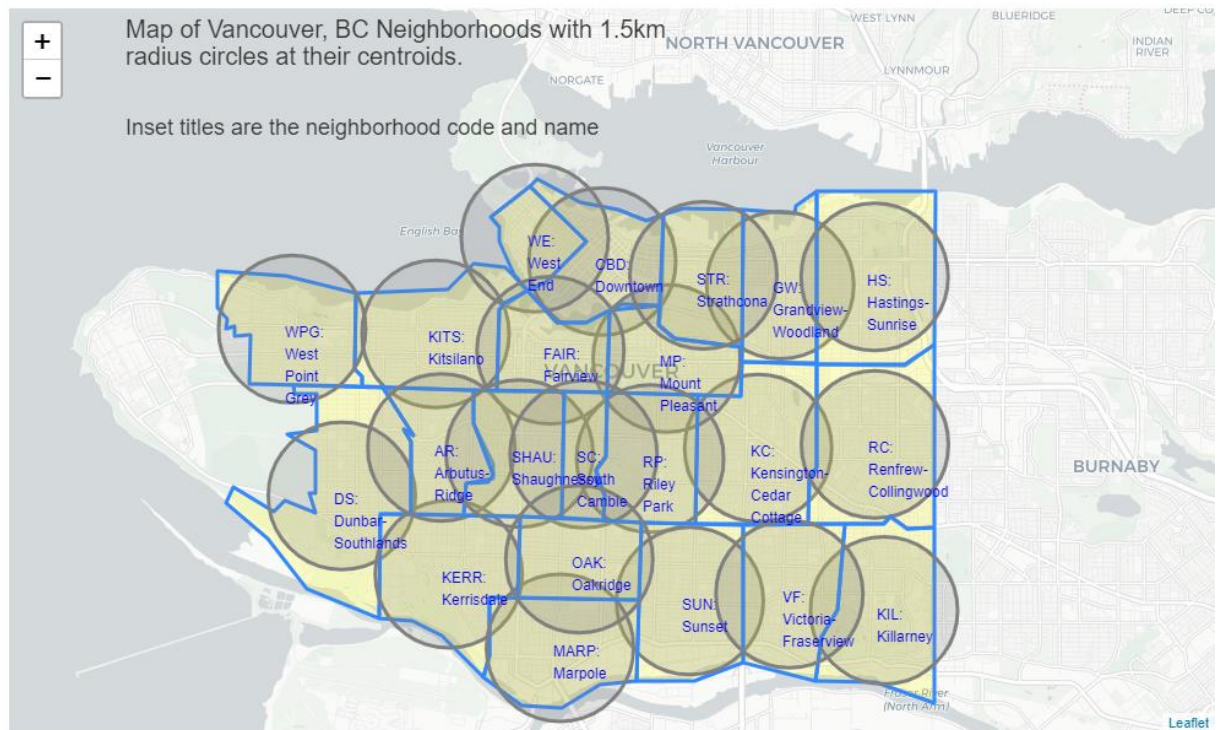 +
−
Map of Vancouver, BC Neighborhoods with 1.5km
radius circles at their centroids.
Inset titles are the neighborhood code and name
WEST LYNN
BLUERIDGE
DEEP CO
NORTH VANCOUVER
INDIAN
RIVER
LYNNMOUR
NORGATE
Vancouver
Harbour
English Bay
WE:
West
End
CBD:
Downtown
STR:
Strathcona
GW:
Grandview-
Woodland
HS:
Hastings-
Sunrise
WPG:
West
Point
Grey
KITS:
Kitsilano
FAIR:
Fairview
VANCOUVER
MP:
Mount
Pleasant
AR:
Arbutus-
Ridge
SHAU:
Shaughnessy
SC:
South
Cambie
RP:
Riley
Park
KC:
Kensington-
Cedar
Cottage
RC:
Renfrew-
Collingwood
BURNABY
DS:
Dunbar-
Southlands
KERR:
Kerrisdale
OAK:
Oakridge
SUN:
Sunset
VF:
Victoria-
Fraserview
KIL:
Killarney
MARP:
Marpole
Fraser River
(North Arm)
Leaflet